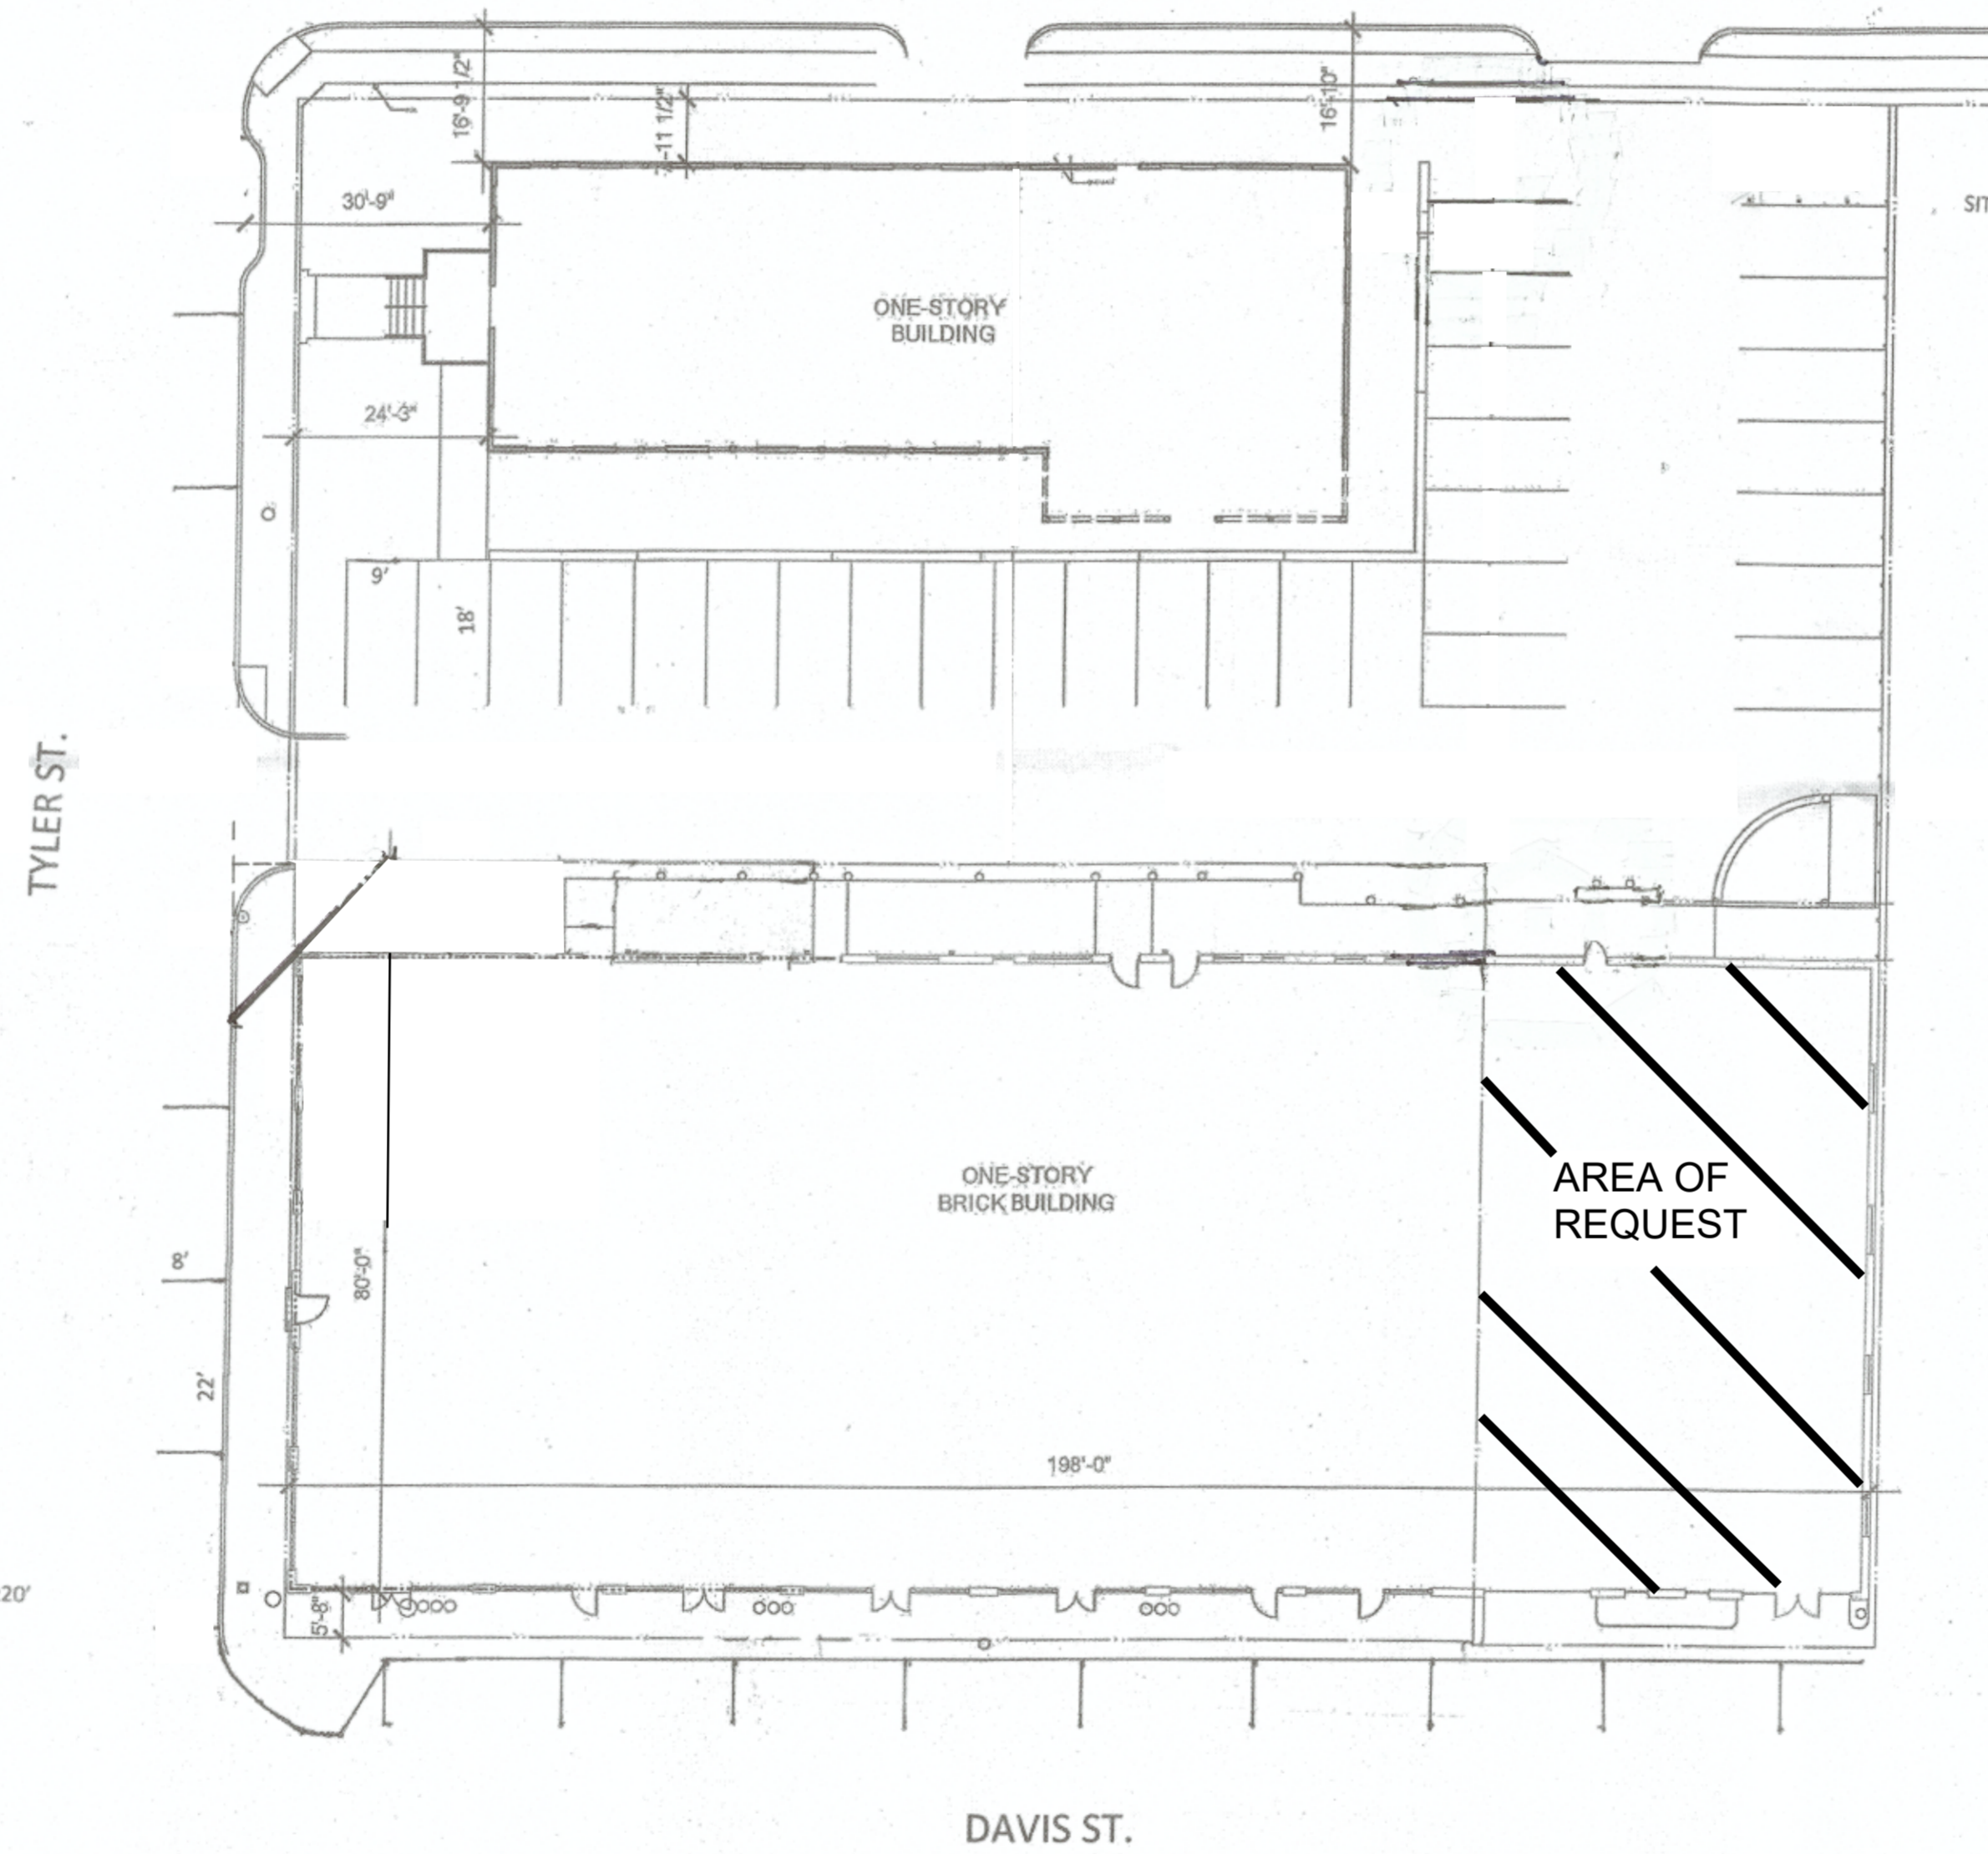 16'-9 1/2"
-11 1/2"
16'-10"
30'-9"
ONE-STORY
BUILDING
24'-3"
9'
18'
TYLER ST.
AREA OF
REQUEST
ONE-STORY
BRICK BUILDING
80'-0"
22'
198'-0"
5'-8"
20'
DAVIS ST.